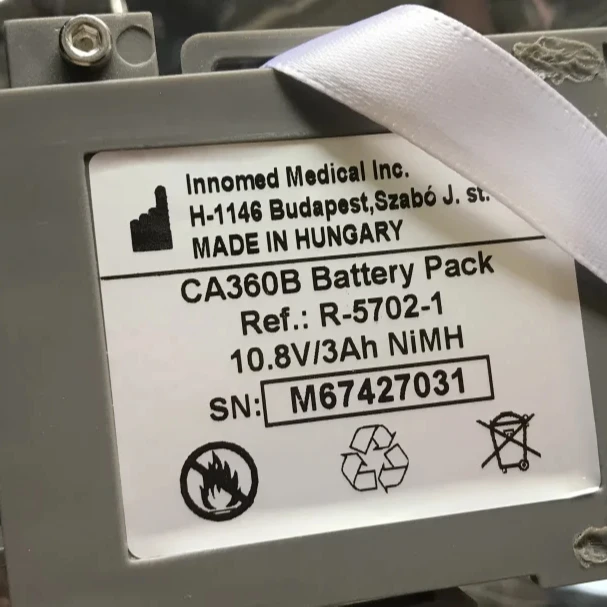 Innomed Medical Inc.
H-1146 Budapest,Szabó J. st.
MADE IN HUNGARY
CA360B Battery Pack
Ref.: R-5702-1
10.8V/3Ah NiMH
SN: M67427031